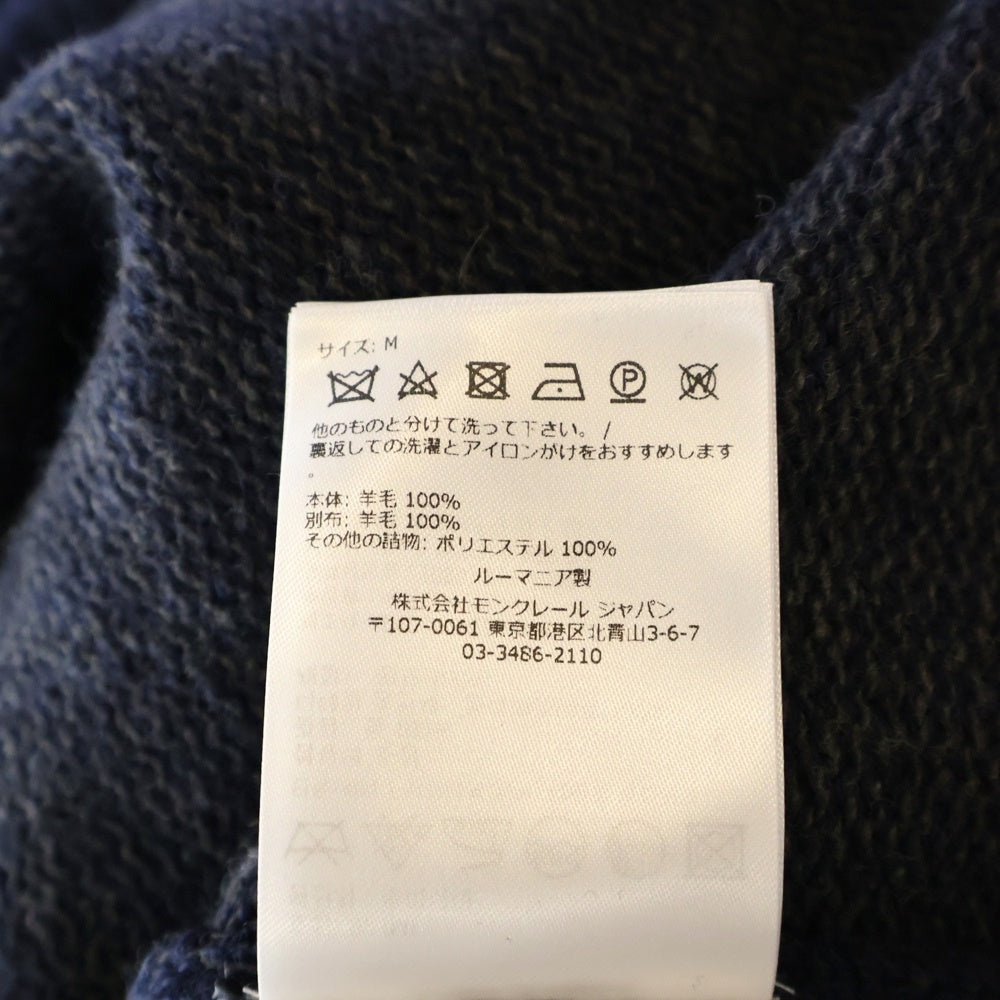 サイズ: M
P W
他のものと分けて洗って下さい。 /
裏返しての洗濯とアイロンがけをおすすめします
。
本体: 羊毛 100%
別布: 羊毛 100%
その他の詰物: ポリエステル 100%
ルーマニア製
株式会社モンクレール ジャパン
〒107-0061 東京都港区北青山3-6-7
03-3486-2110